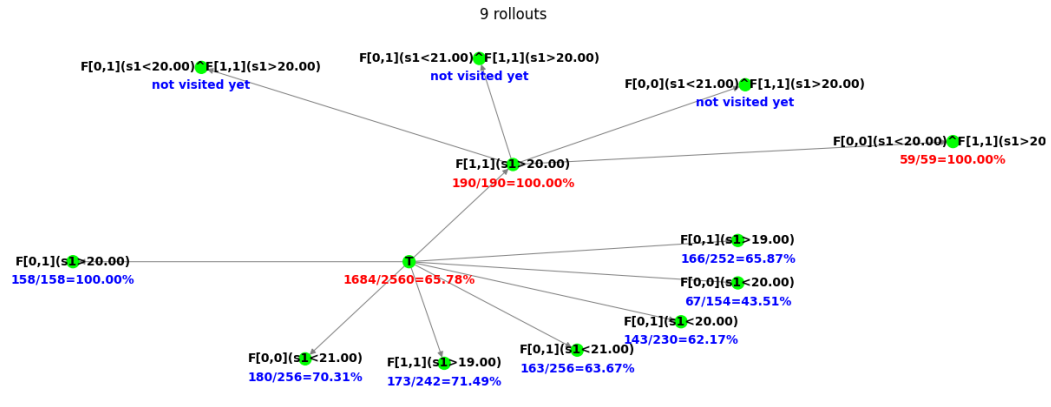 9 rollouts
F[0,1](s1<20.00)^F[1,1](s1>20.00)
not visited yet
F[0,1](s1<21.00)^F[1,1](s1>20.00)
not visited yet
F[0,0](s1<21.00)^F[1,1](s1>20.00)
not visited yet
F[0,0](s1<20.00)^F[1,1](s1>20
59/59=100.00%
F[1,1](s1>20.00)
190/190=100.00%
F[0,1](s1>20.00)
158/158=100.00%
T
1684/2560=65.78%
F[0,1](s1>19.00)
166/252=65.87%
F[0,0](s1<20.00)
67/154=43.51%
F[0,1](s1<20.00)
143/230=62.17%
F[0,0](s1<21.00)
180/256=70.31%
F[1,1](s1>19.00)
173/242=71.49%
F[0,1](s1<21.00)
163/256=63.67%